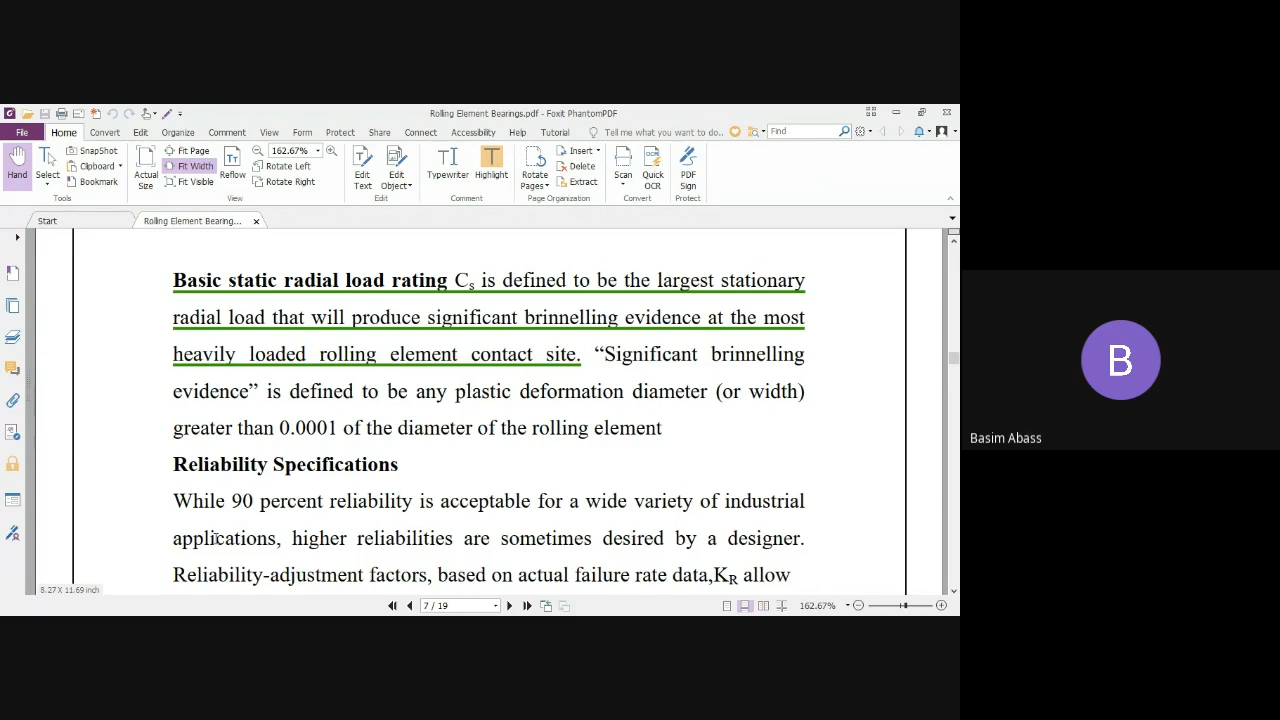 Rolling Element Bearings.pdf - Foxit PhantomPDF
File Home Convert Edit Organize Comment View Form Protect Share Connect Accessibility Help Tutorial Tell me what you want to do.. Find
Hand
Select
SnapShot
Clipboard
Bookmark
Tools
Actual Size
Fit Page
Fit Width
Fit Visible
Reflow
162.67%
Rotate Left
Rotate Right
View
Edit Text
Edit Object
Edit
Typewriter
Highlight
Comment
Rotate Pages
Insert
Delete
Extract
Page Organization
Scan
Quick OCR
Convert
PDF Sign
Protect
Start
Rolling Element Bearing...
Basic static radial load rating Cs is defined to be the largest stationary
radial load that will produce significant brinnelling evidence at the most
heavily loaded rolling element contact site. “Significant brinnelling
evidence” is defined to be any plastic deformation diameter (or width)
greater than 0.0001 of the diameter of the rolling element
Reliability Specifications
While 90 percent reliability is acceptable for a wide variety of industrial
applications, higher reliabilities are sometimes desired by a designer.
Reliability-adjustment factors, based on actual failure rate data,KR allow
8.27 X 11.69 inch
7 / 19
162.67%
B
Basim Abass